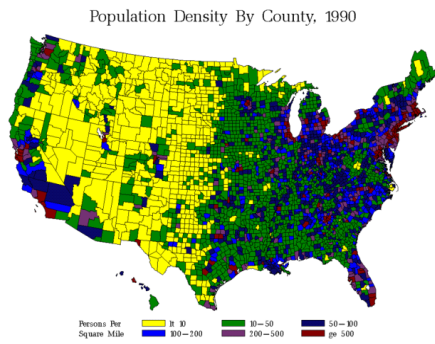 Population Density By County, 1990
Persons Per lt 10 10–50 50–100
Square Mile 100–200 200–500 ge 500